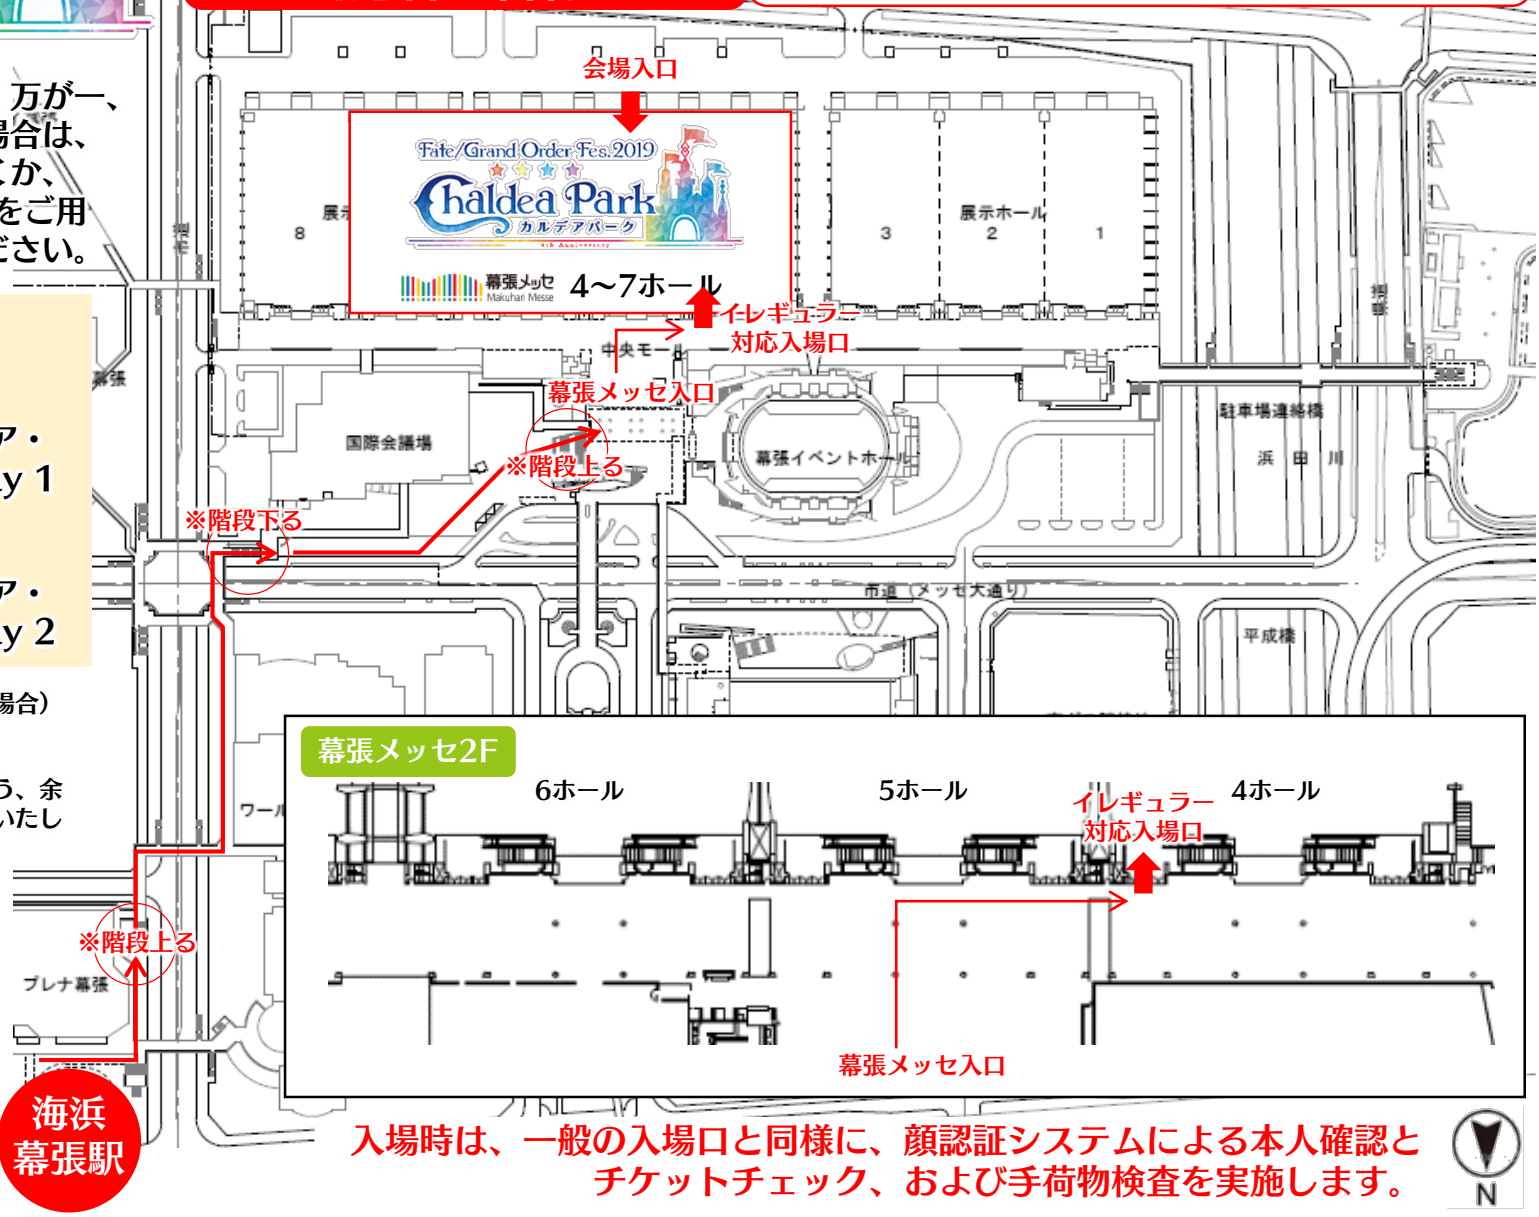 万が一、
場合は、
くか、
をご用
ださい。
ア・
y 1
ア・
y 2
場合）
う、余
いたし
会場入口
Fate/Grand Order Fes.2019
Chaldea Park
カルデアパーク
4th Anniversary
幕張メッセ
Makuhari Messe
4〜7ホール
イレギュラー
対応入場口
展示
8
展示ホール
3
2
1
市道
県道
幕張
中央モール
幕張メッセ入口
※階段上る
国際会議場
幕張イベントホール
駐車場連絡橋
浜田川
※階段下る
市道（メッセ大通り）
平成橋
ワール
※階段上る
プレナ幕張
海浜
幕張駅
幕張メッセ2F
6ホール
5ホール
4ホール
イレギュラー
対応入場口
幕張メッセ入口
入場時は、一般の入場口と同様に、顔認証システムによる本人確認と
チケットチェック、および手荷物検査を実施します。
N